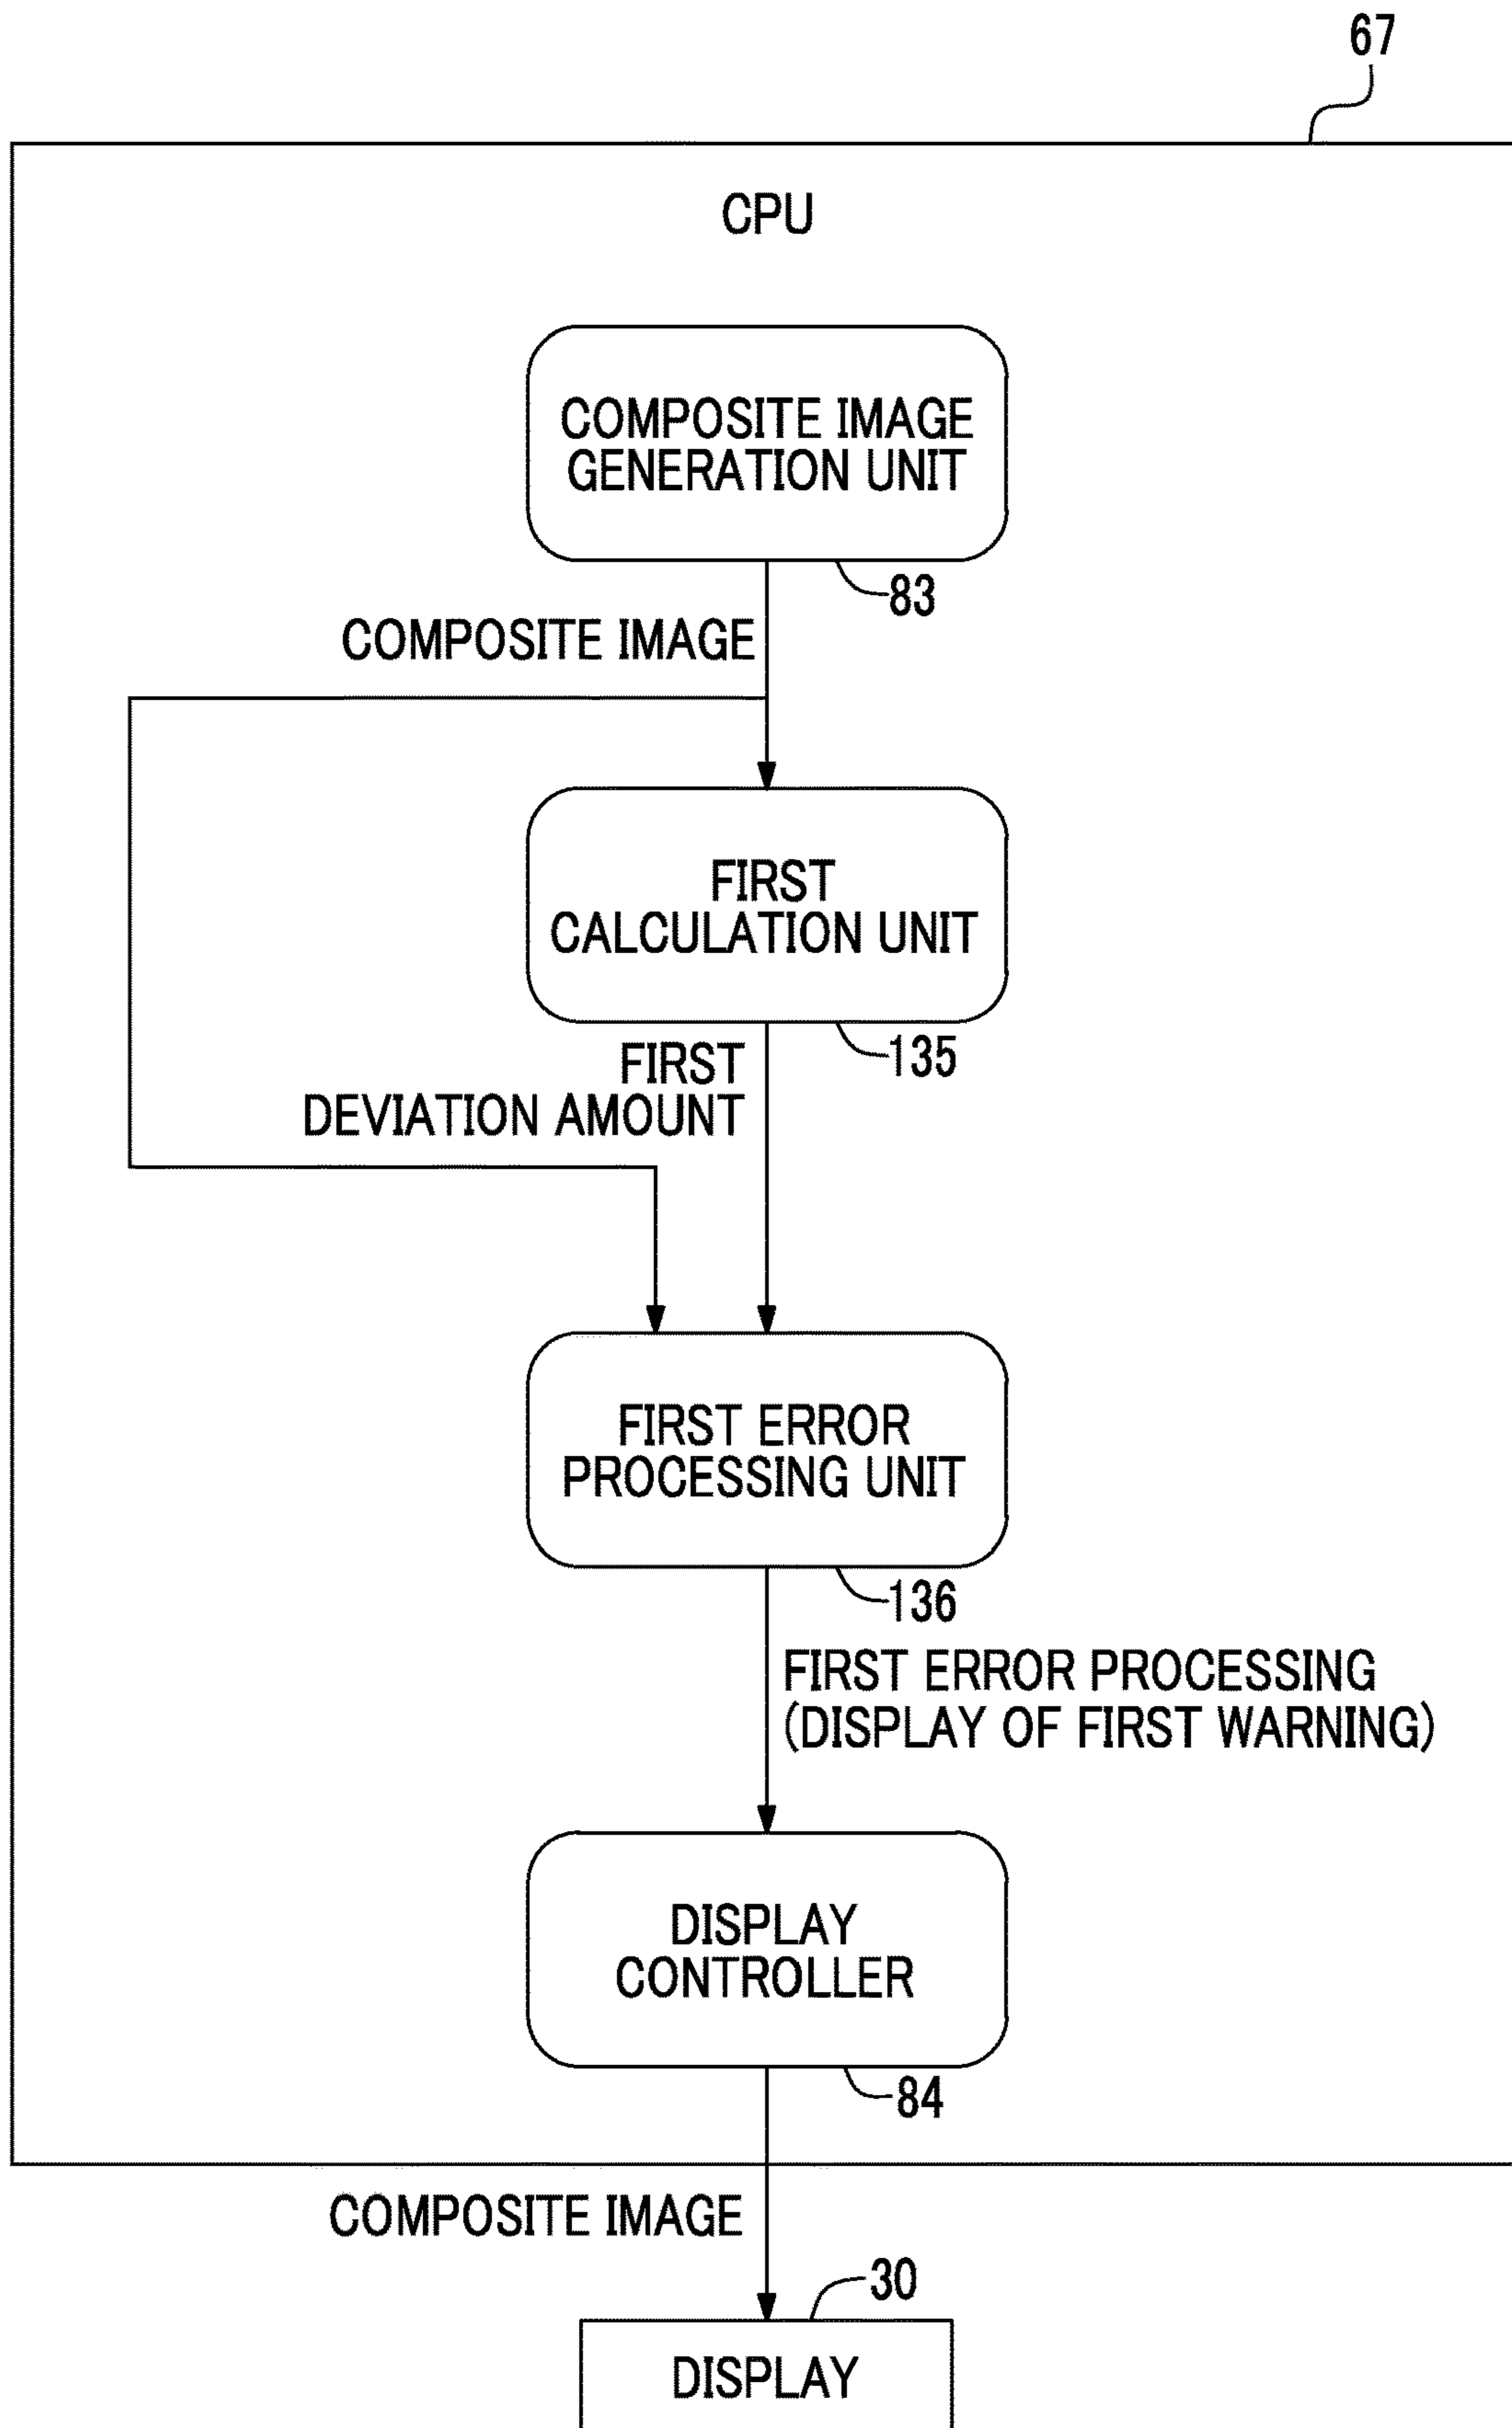 67
CPU
COMPOSITE IMAGE
GENERATION UNIT
83
COMPOSITE IMAGE
FIRST
CALCULATION UNIT
135
FIRST
DEVIATION AMOUNT
FIRST ERROR
PROCESSING UNIT
136
FIRST ERROR PROCESSING
(DISPLAY OF FIRST WARNING)
DISPLAY
CONTROLLER
84
COMPOSITE IMAGE
30
DISPLAY